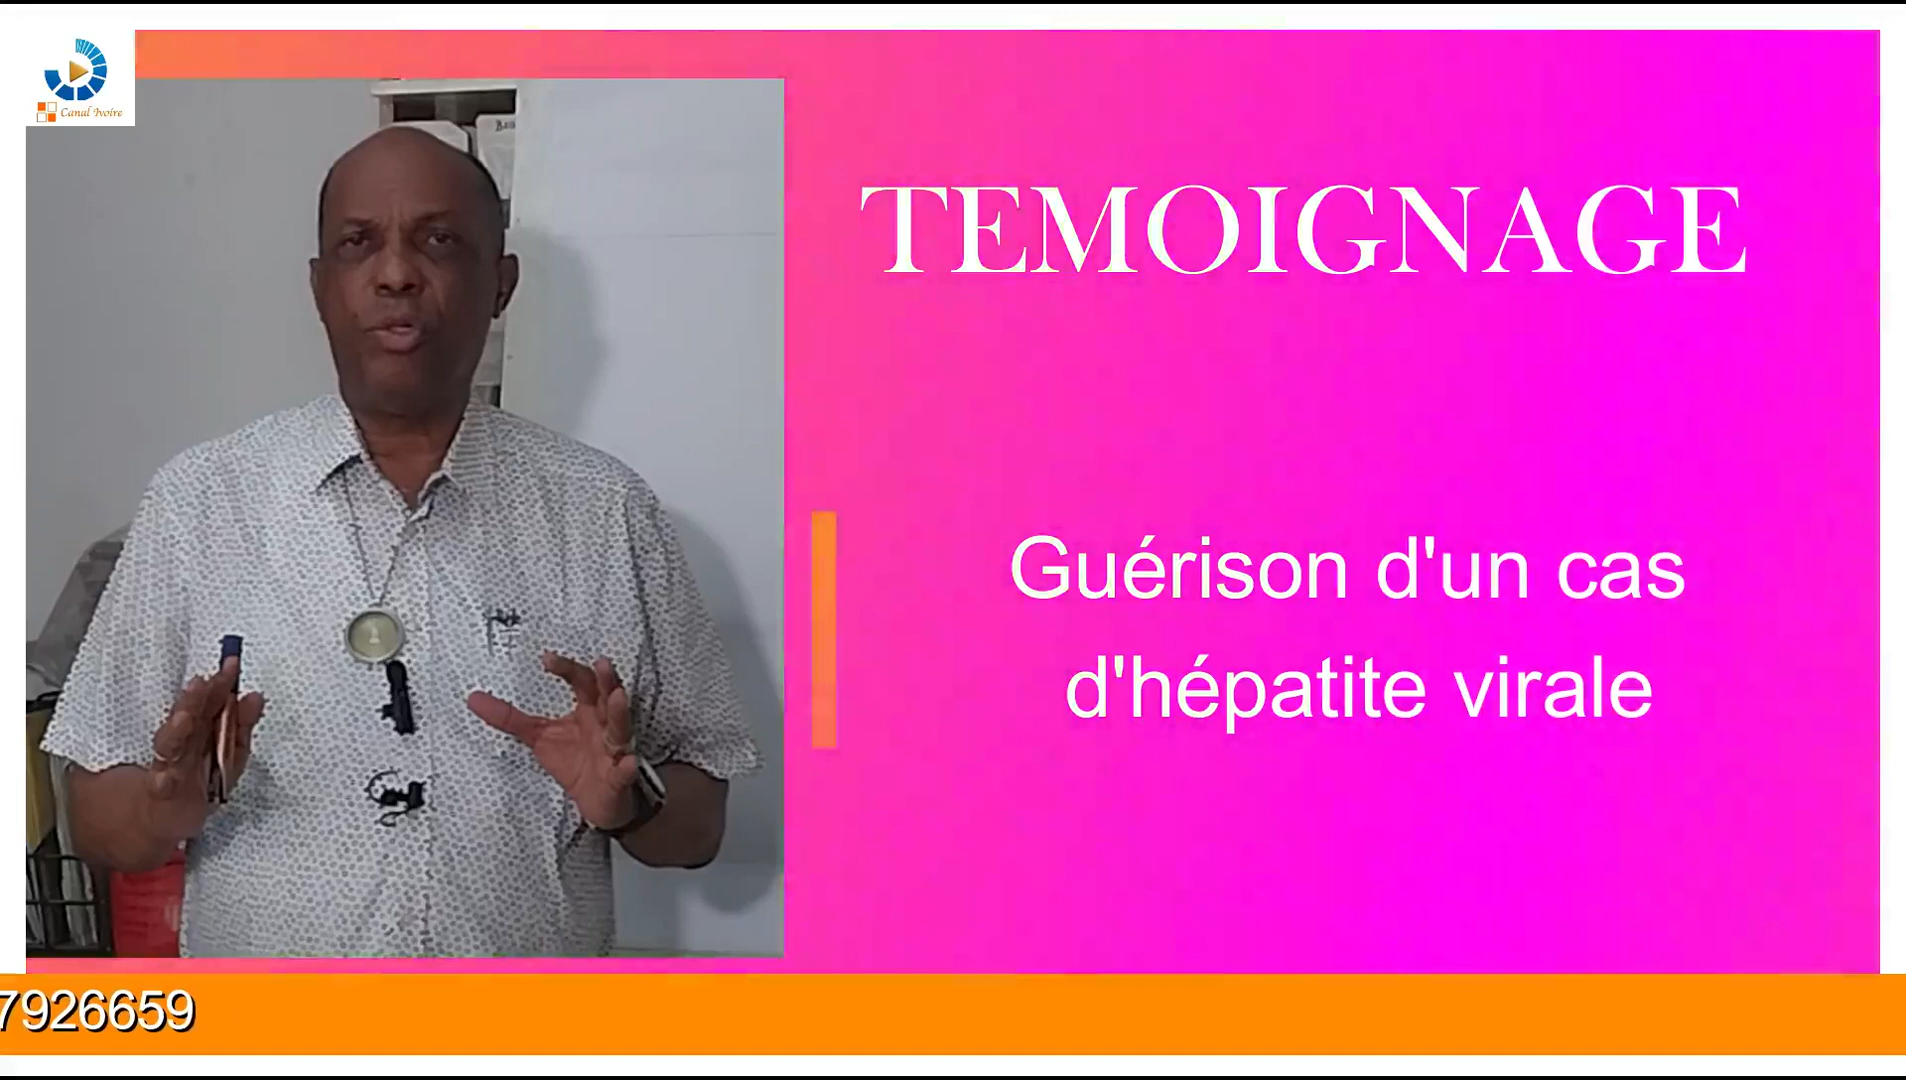 Canal Ivoire
TEMOIGNAGE
Guérison d'un cas
d'hépatite virale
7926659